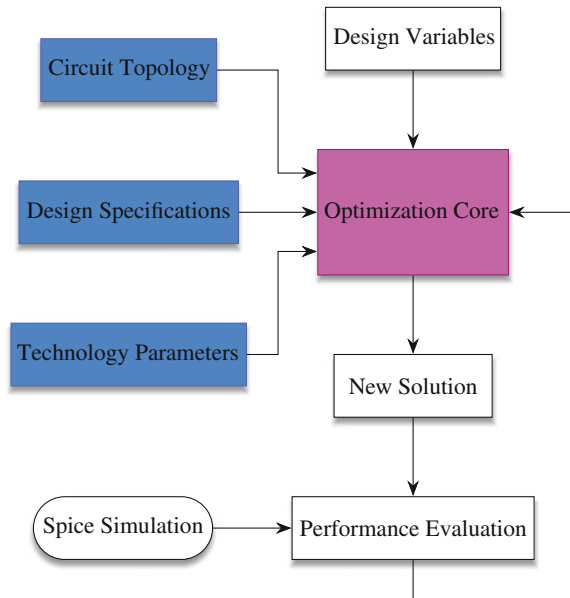 Design Variables
Circuit Topology
Design Specifications
Optimization Core
Technology Parameters
New Solution
Spice Simulation
Performance Evaluation